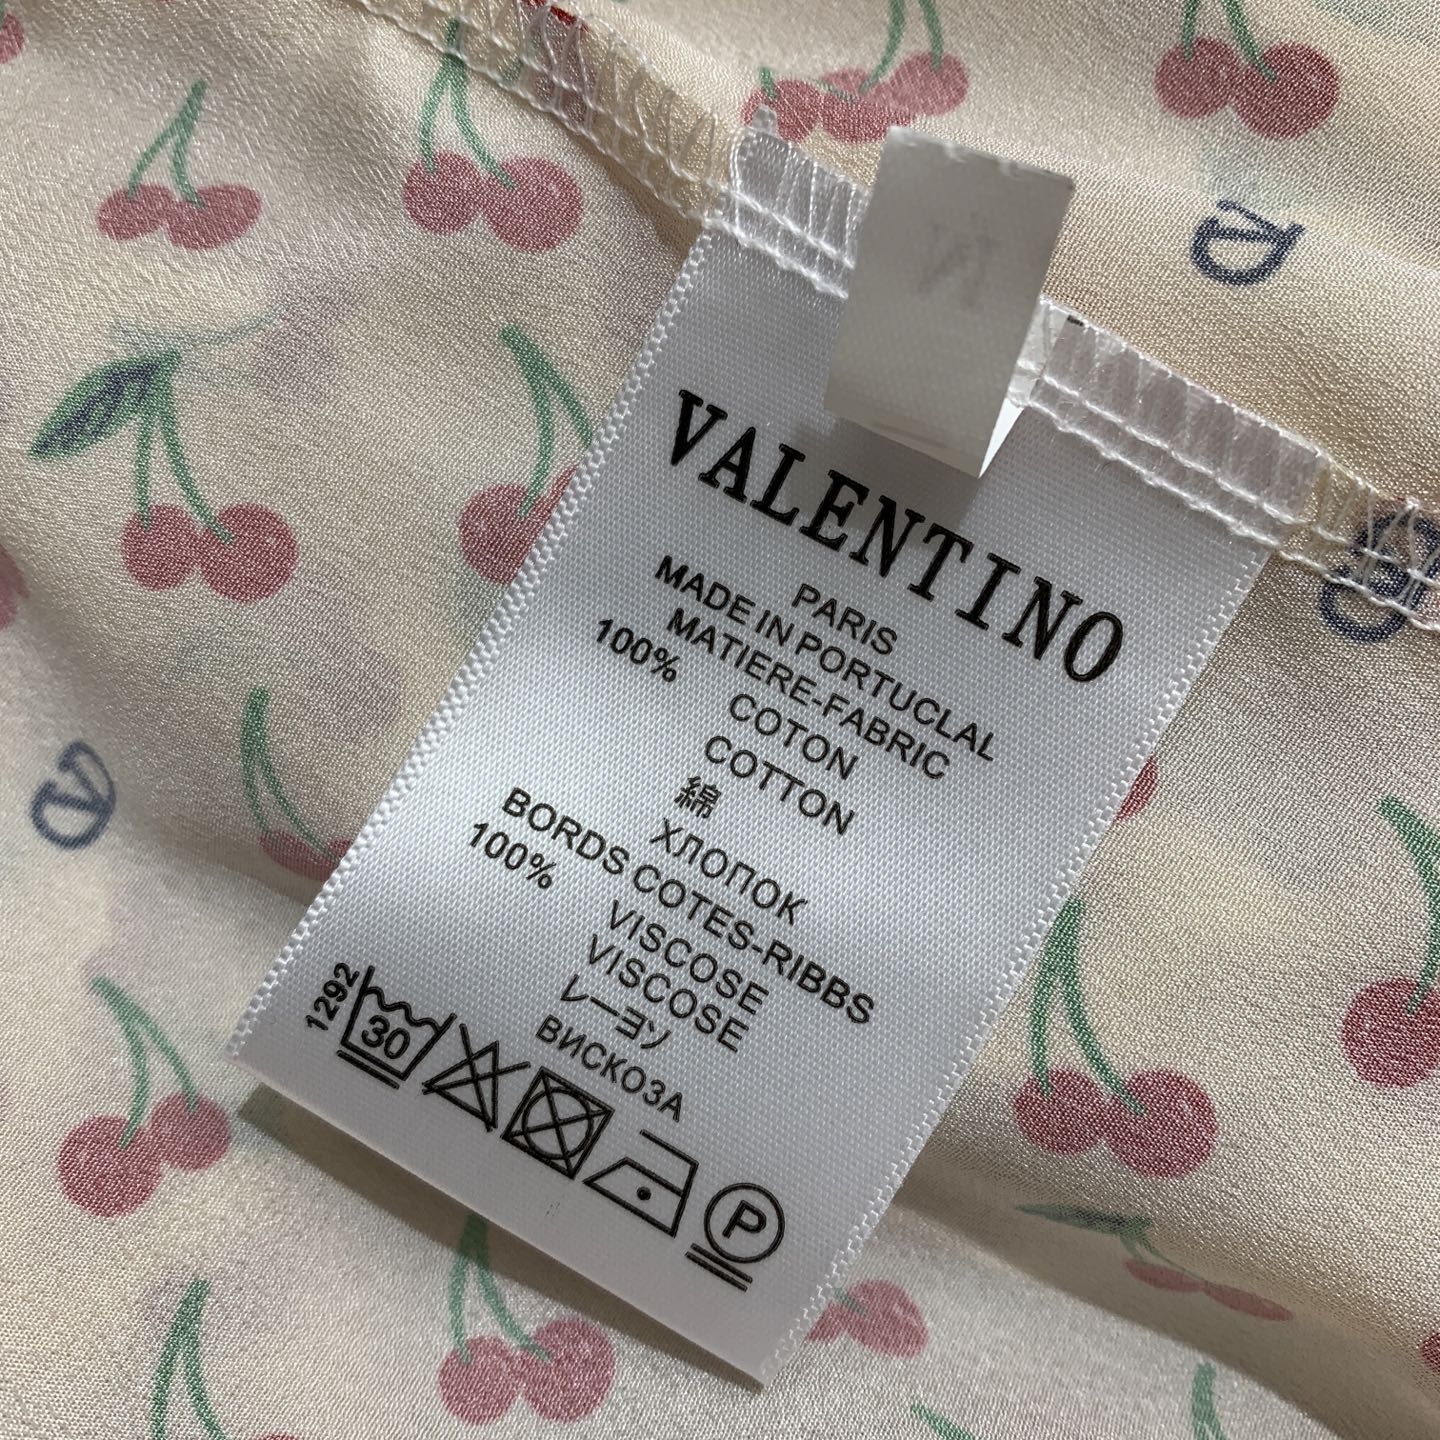 VALENTINO
PARIS
MADE IN PORTUCLAL
MATIERE-FABRIC
100%
COTON
COTTON
綿
ХЛОПОК
BORDS COTES-RIBBS
100%
VISCOSE
VISCOSE
レーヨン
ВИСКОЗА
1292
30
P